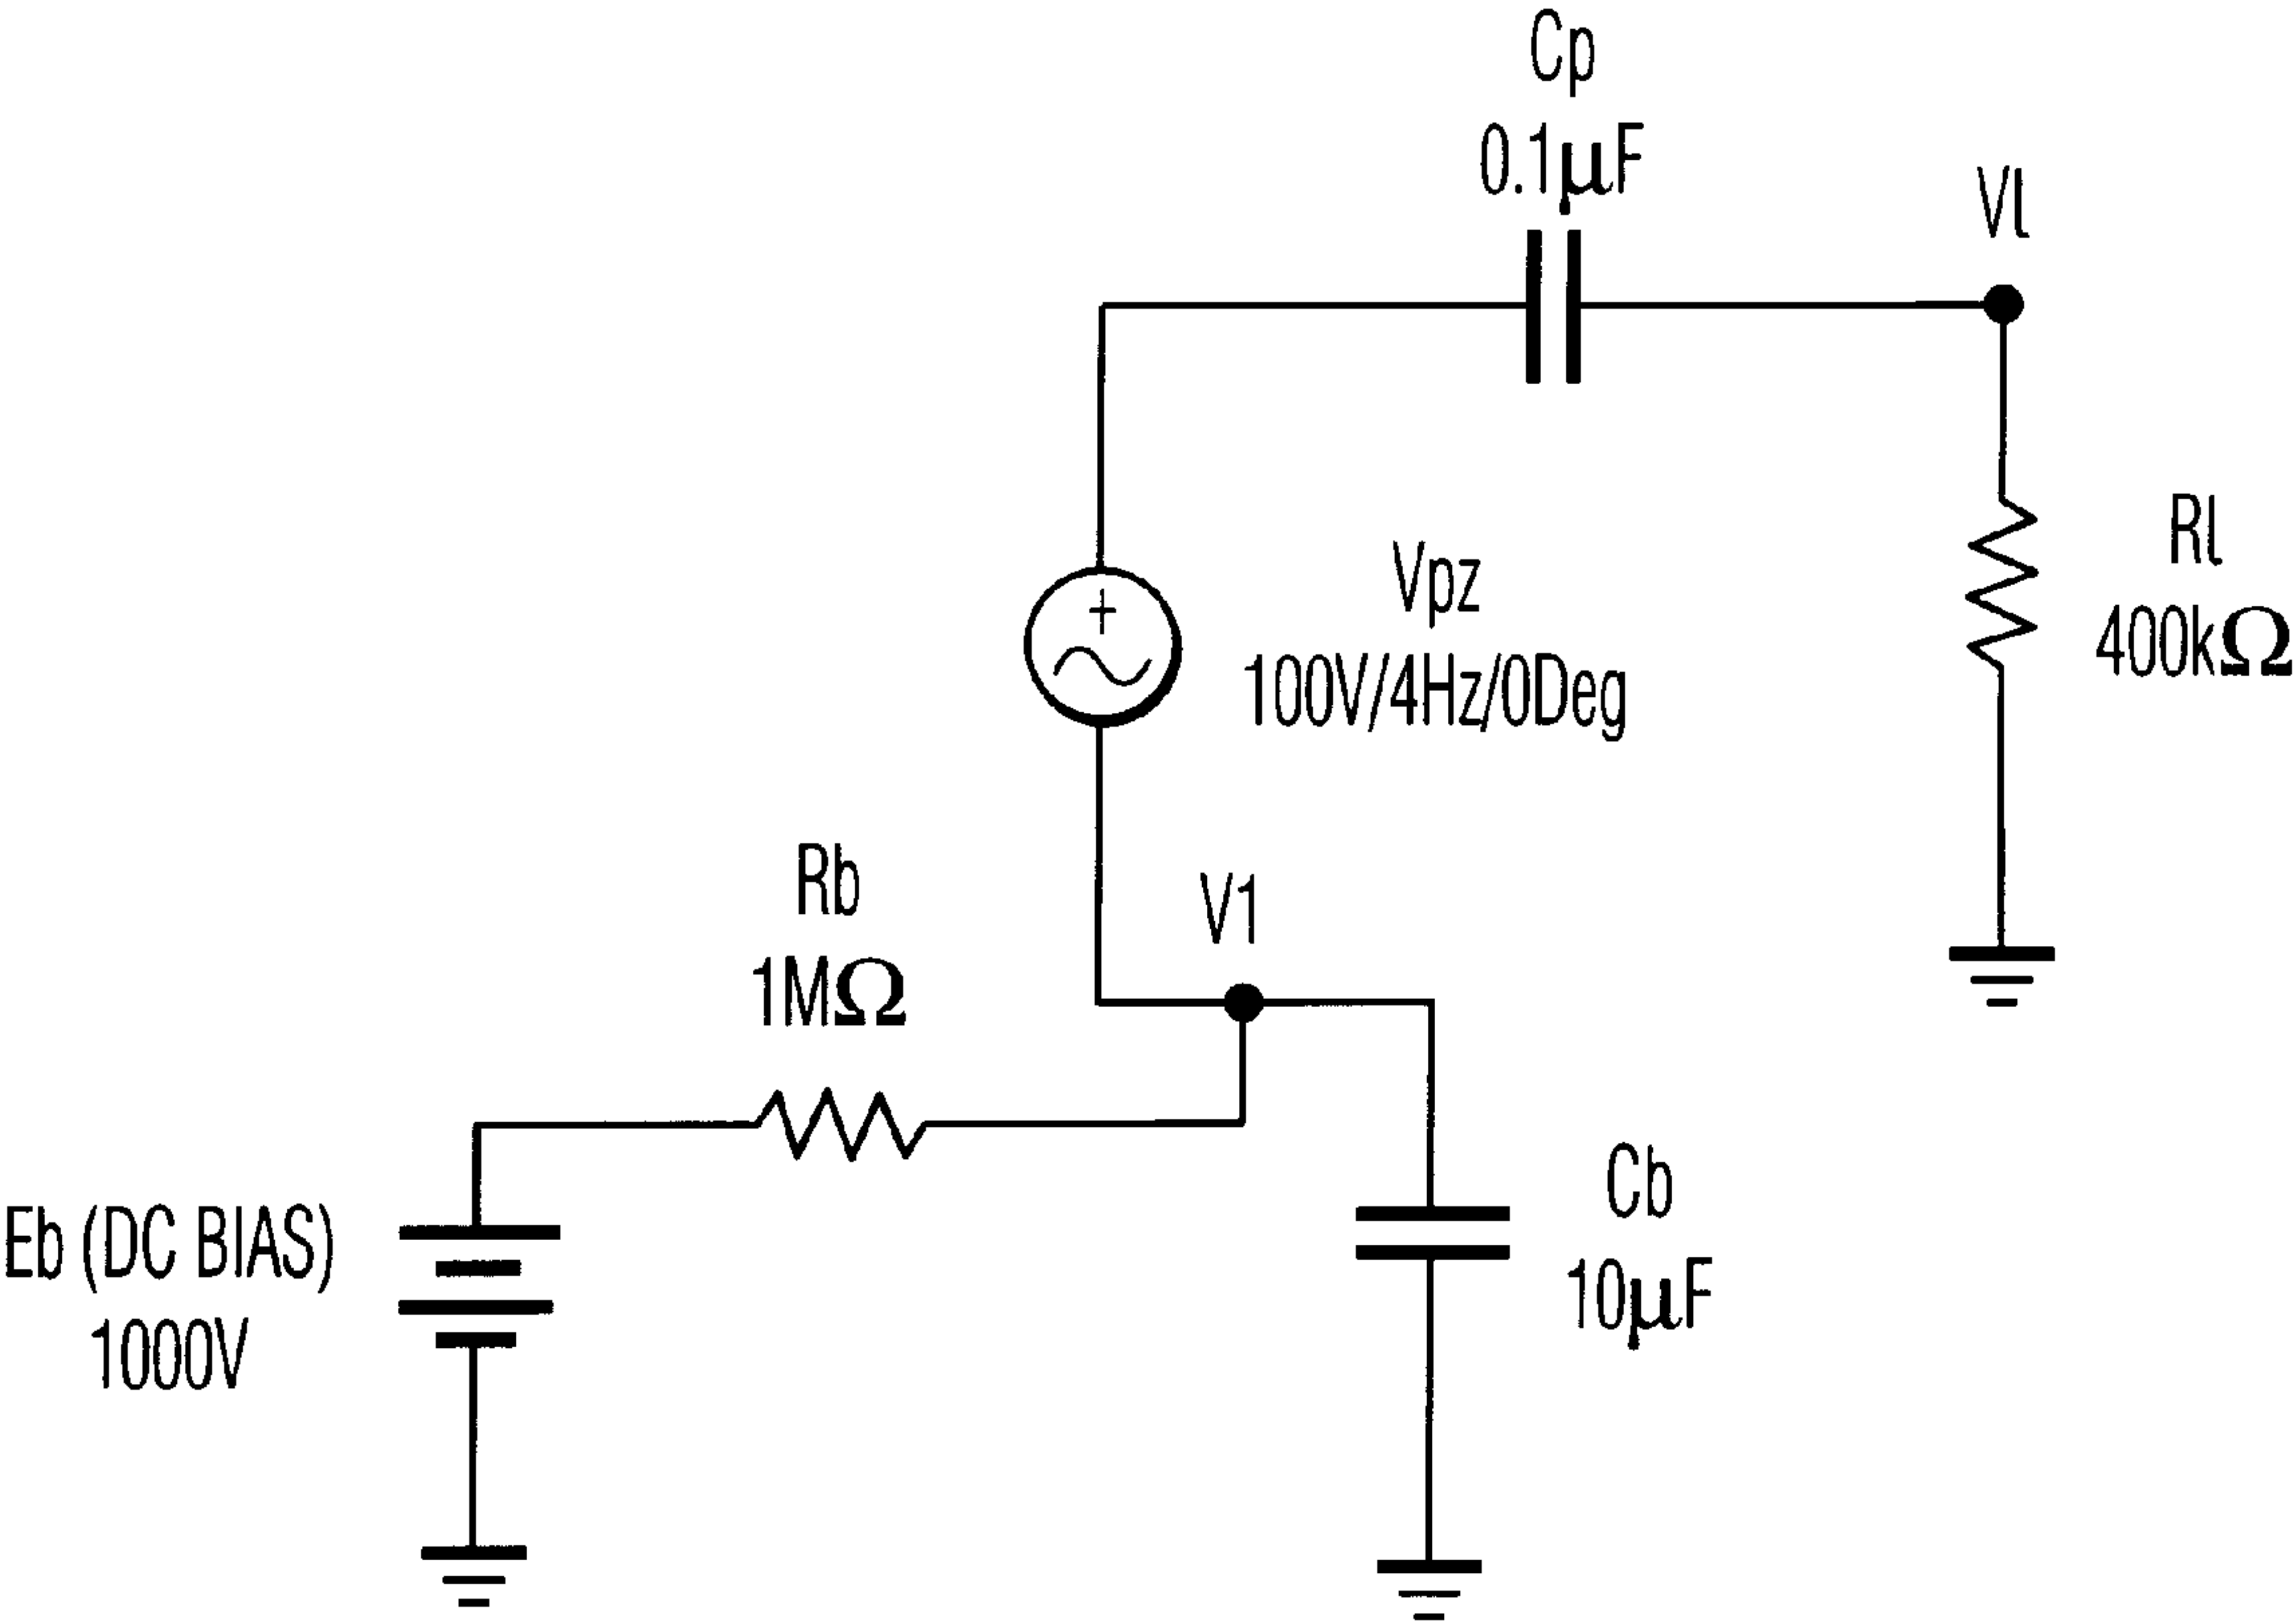 Cp
0.1µF
Vl
Vpz
100V/4Hz/0Deg
Rl
400kΩ
Rb
1MΩ
V1
Eb (DC BIAS)
1000V
Cb
10µF